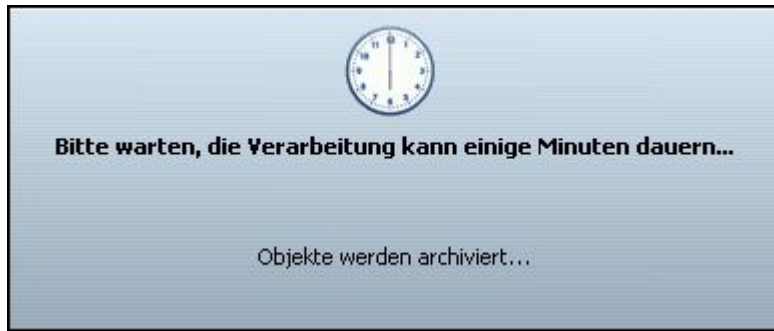 Bitte warten, die Verarbeitung kann einige Minuten dauern...
Objekte werden archiviert...